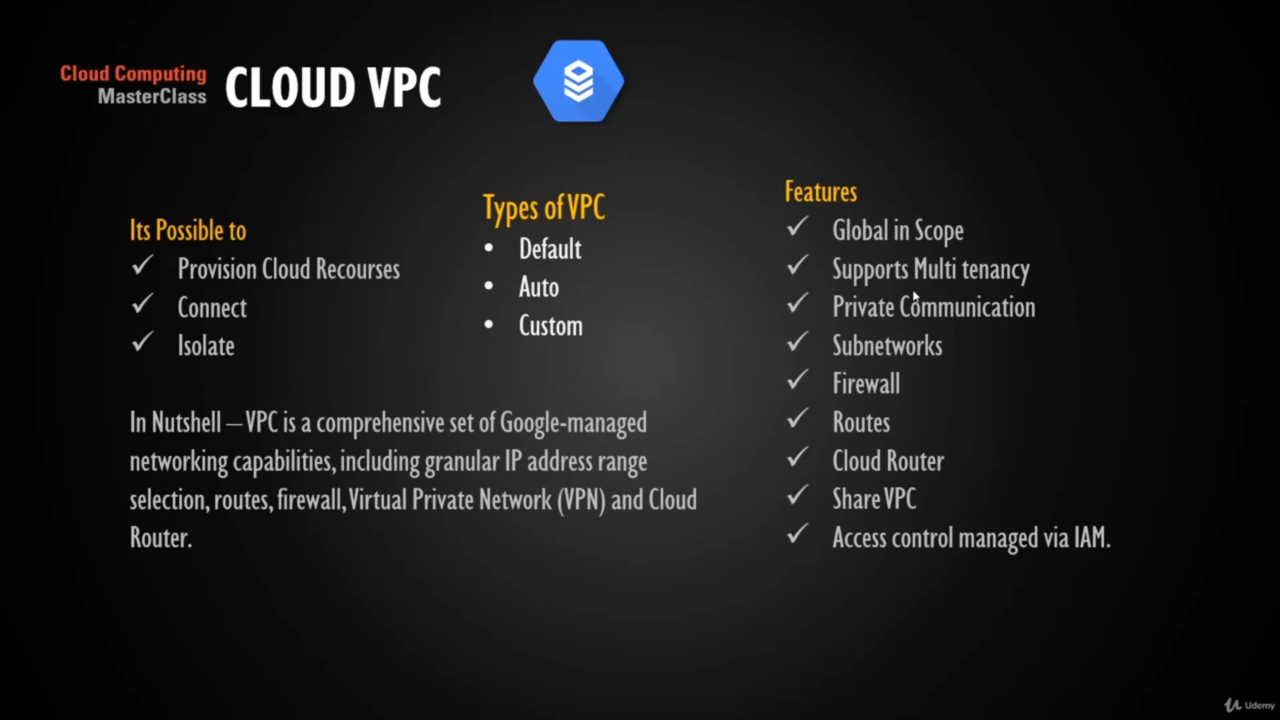 Cloud Computing
MasterClass
CLOUD VPC
Its Possible to
Provision Cloud Recourses
Connect
Isolate
Types of VPC
Default
Auto
Custom
In Nutshell – VPC is a comprehensive set of Google-managed
networking capabilities, including granular IP address range
selection, routes, firewall, Virtual Private Network (VPN) and Cloud
Router.
Features
Global in Scope
Supports Multi tenancy
Private Communication
Subnetworks
Firewall
Routes
Cloud Router
Share VPC
Access control managed via IAM.
Udemy